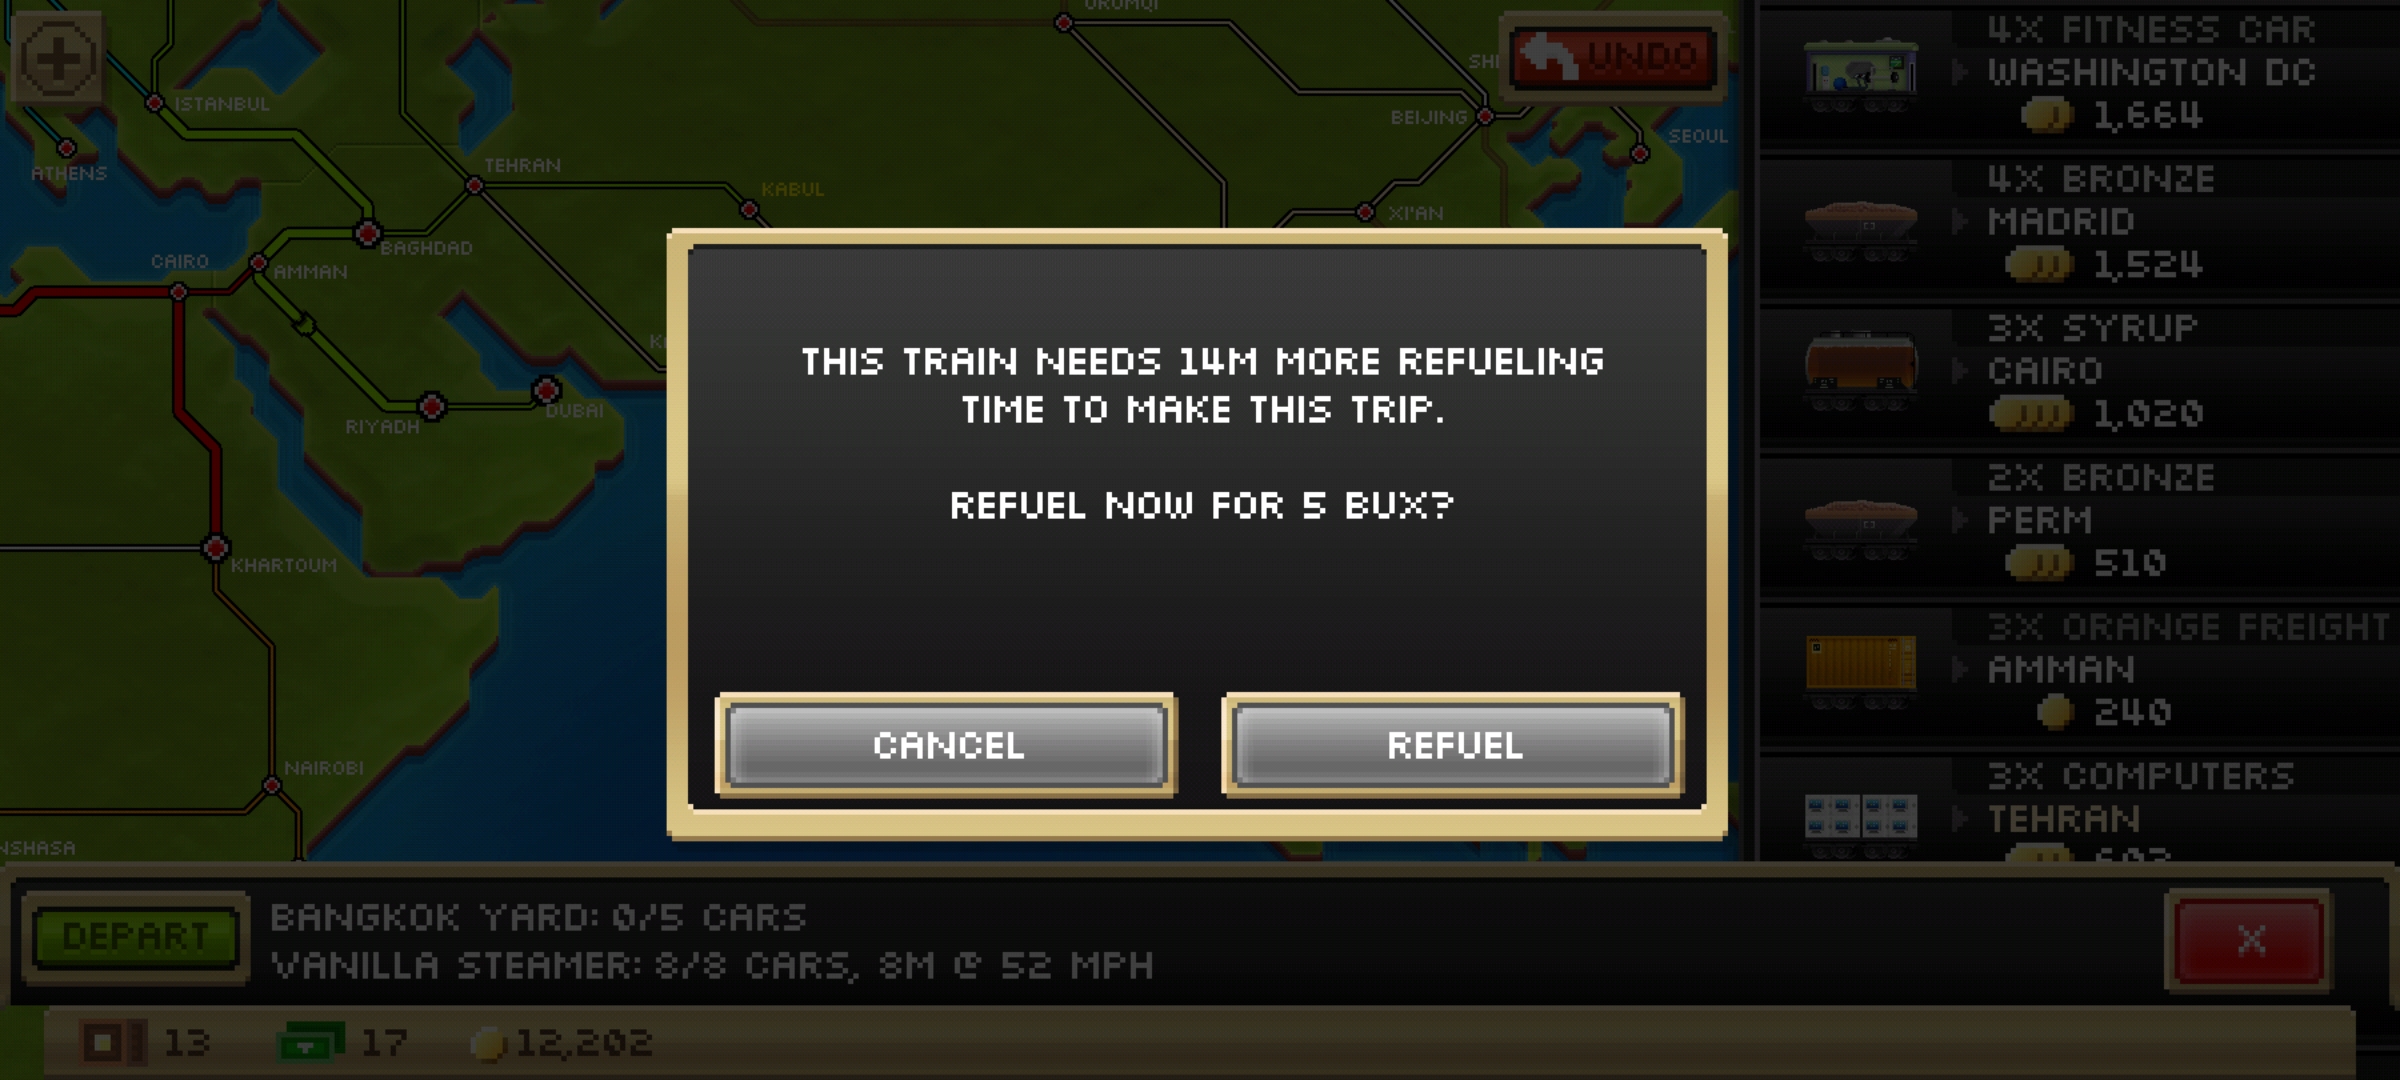 URUMQI
UNDO
ISTANBUL
ATHENS
TEHRAN
KABUL
BEIJING
SEOUL
XI'AN
BAGHDAD
CAIRO
AMMAN
RIYADH
DUBAI
KHARTOUM
NAIROBI
NSHASA
THIS TRAIN NEEDS 14M MORE REFUELING
TIME TO MAKE THIS TRIP.
REFUEL NOW FOR 5 BUX?
CANCEL
REFUEL
4X FITNESS CAR
WASHINGTON DC
1,664
4X BRONZE
MADRID
1,524
3X SYRUP
CAIRO
1,020
2X BRONZE
PERM
510
3X ORANGE FREIGHT
AMMAN
240
3X COMPUTERS
TEHRAN
DEPART
BANGKOK YARD: 0/5 CARS
VANILLA STEAMER: 8/8 CARS, 8M @ 52 MPH
X
13
17
12,202